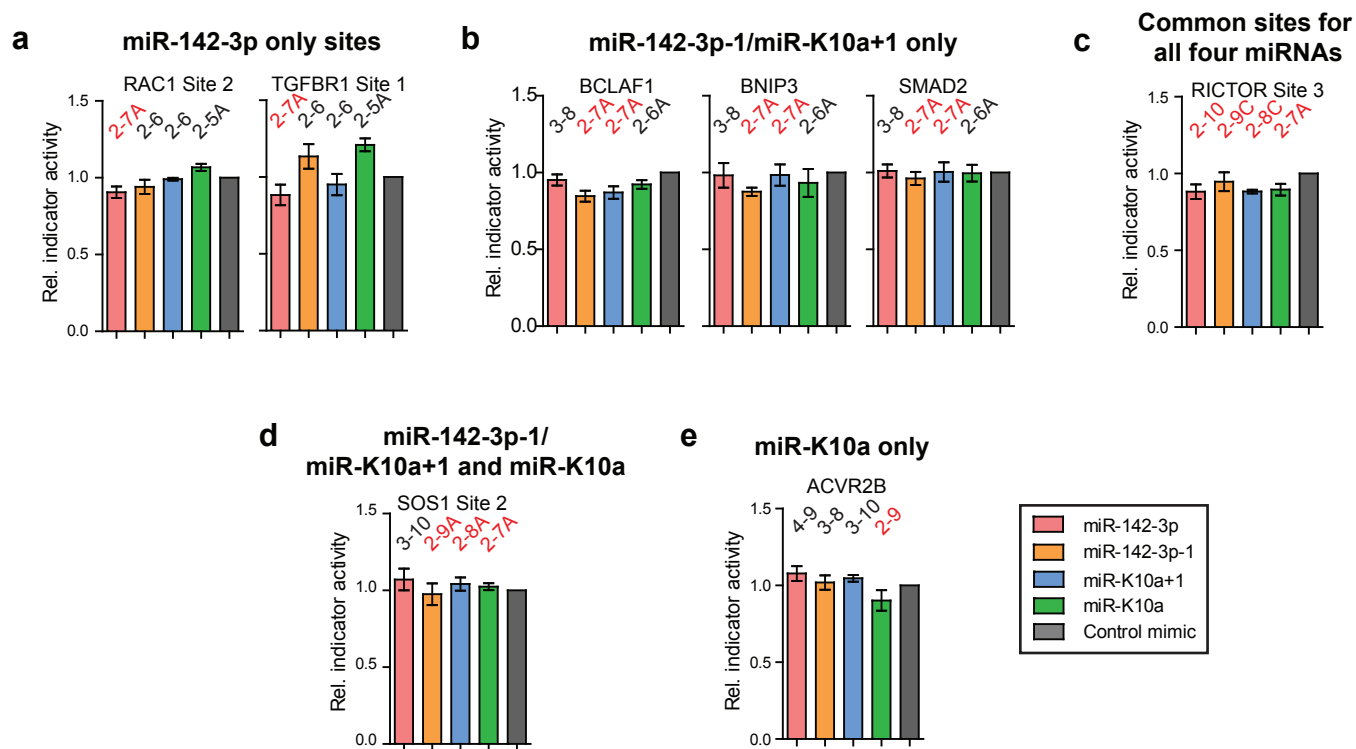 a
miR-142-3p only sites
RAC1 Site 2
TGFBR1 Site 1
Rel. indicator activity
1.5
1.0
0.5
0.0
2-7A
2-6
2-6
2-5A
2-7A
2-6
2-6
2-5A
b
miR-142-3p-1/miR-K10a+1 only
BCLAF1
BNIP3
SMAD2
Rel. indicator activity
1.5
1.0
0.5
0.0
3-8
2-7A
2-7A
2-6A
3-8
2-7A
2-7A
2-6A
3-8
2-7A
2-7A
2-6A
c
Common sites for
all four miRNAs
RICTOR Site 3
Rel. indicator activity
1.5
1.0
0.5
0.0
2-10
2-9C
2-8C
2-7A
d
miR-142-3p-1/
miR-K10a+1 and miR-K10a
SOS1 Site 2
Rel. indicator activity
1.5
1.0
0.5
0.0
3-10
2-9A
2-8A
2-7A
e
miR-K10a only
ACVR2B
Rel. indicator activity
1.5
1.0
0.5
0.0
4-9
3-8
3-10
2-9
miR-142-3p
miR-142-3p-1
miR-K10a+1
miR-K10a
Control mimic